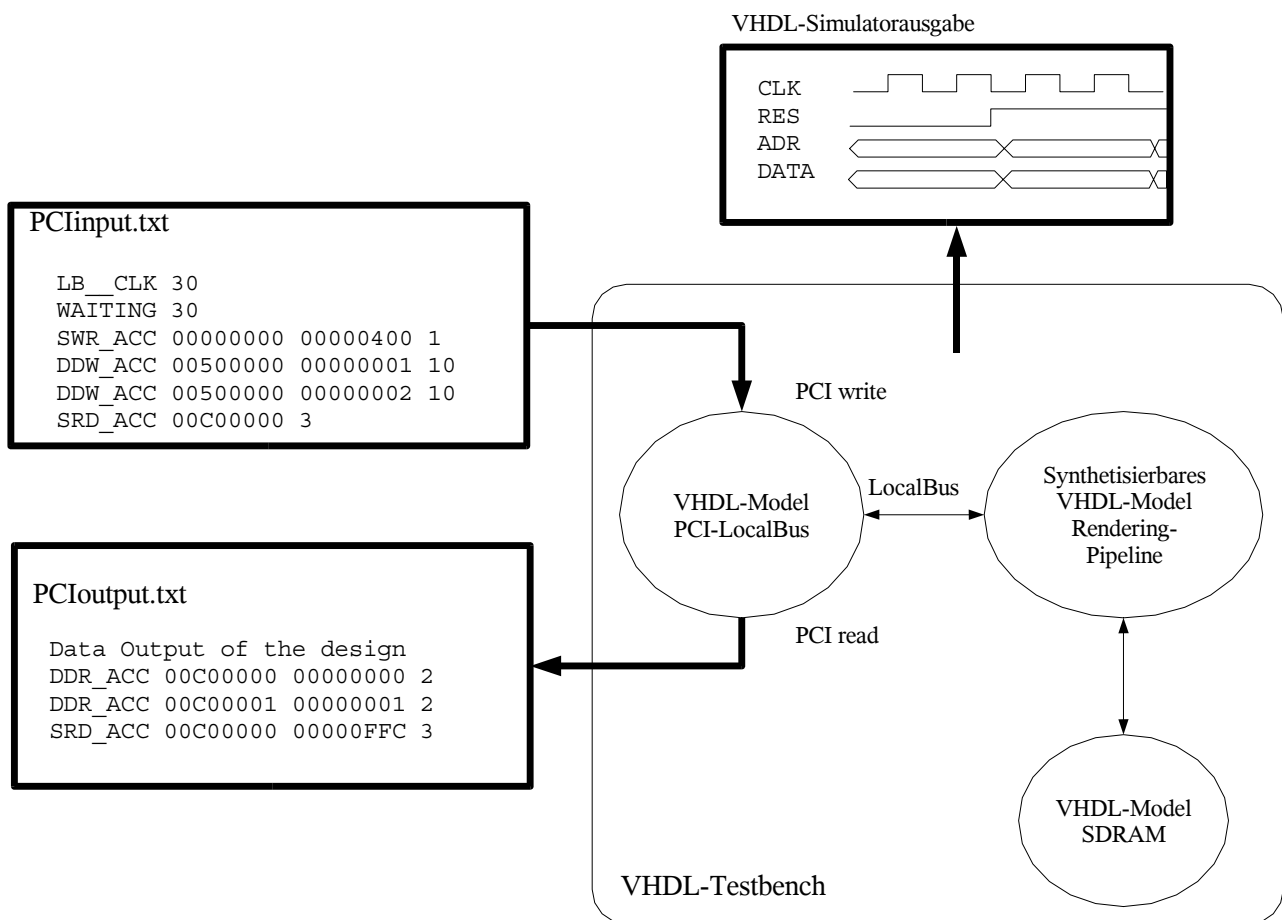 VHDL-Simulatorausgabe
CLK
RES
ADR
DATA
PCIinput.txt
LB__CLK 30
WAITING 30
SWR_ACC 00000000 00000400 1
DDW_ACC 00500000 00000001 10
DDW_ACC 00500000 00000002 10
SRD_ACC 00C00000 3
PCI write
VHDL-Model
PCI-LocalBus
LocalBus
Synthetisierbares
VHDL-Model
Rendering-
Pipeline
PCIoutput.txt
Data Output of the design
DDR_ACC 00C00000 00000000 2
DDR_ACC 00C00001 00000001 2
SRD_ACC 00C00000 00000FFC 3
PCI read
VHDL-Model
SDRAM
VHDL-Testbench